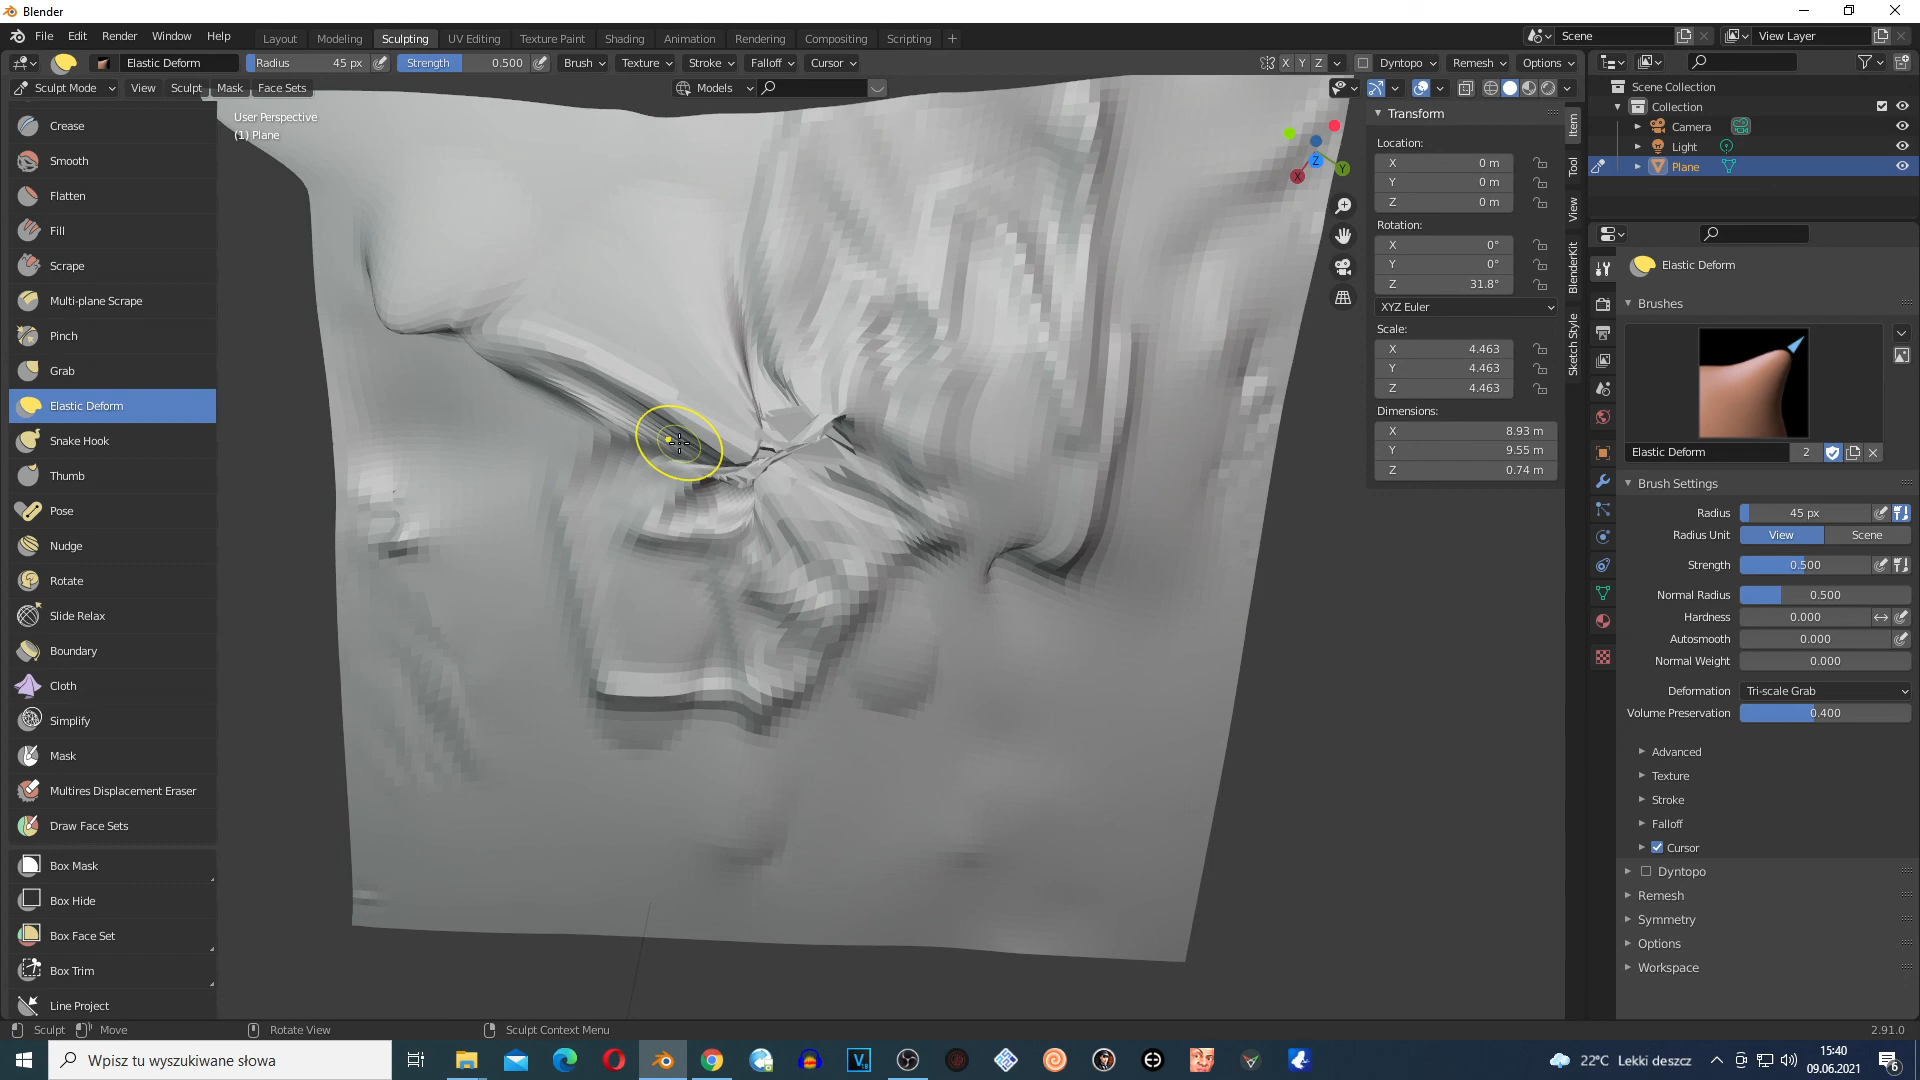 Blender
File Edit Render Window Help
Layout Modeling Sculpting UV Editing Texture Paint Shading Animation Rendering Compositing Scripting +
Scene
View Layer
Elastic Deform
Radius 45 px
Strength 0.500
Brush Texture Stroke Falloff Cursor
X Y Z
Dyntopo Remesh Options
Sculpt Mode View Sculpt Mask Face Sets
Models
User Perspective
(1) Plane
Crease
Smooth
Flatten
Fill
Scrape
Multi-plane Scrape
Pinch
Grab
Elastic Deform
Snake Hook
Thumb
Pose
Nudge
Rotate
Slide Relax
Boundary
Cloth
Simplify
Mask
Multires Displacement Eraser
Draw Face Sets
Box Mask
Box Hide
Box Face Set
Box Trim
Line Project
Z
Y
X
Transform
Location:
X 0 m
Y 0 m
Z 0 m
Rotation:
X 0°
Y 0°
Z 31.8°
XYZ Euler
Scale:
X 4.463
Y 4.463
Z 4.463
Dimensions:
X 8.93 m
Y 9.55 m
Z 0.74 m
Item
Tool
View
BlenderKit
Sketch Style
Scene Collection
Collection
Camera
Light
Plane
Elastic Deform
Brushes
Elastic Deform 2
Brush Settings
Radius 45 px
Radius Unit View Scene
Strength 0.500
Normal Radius 0.500
Hardness 0.000
Autosmooth 0.000
Normal Weight 0.000
Deformation Tri-scale Grab
Volume Preservation 0.400
Advanced
Texture
Stroke
Falloff
Cursor
Dyntopo
Remesh
Symmetry
Options
Workspace
Sculpt Move Rotate View Sculpt Context Menu 2.91.0
Wpisz tu wyszukiwane słowa
22°C Lekki deszcz
15:40
09.06.2021
6